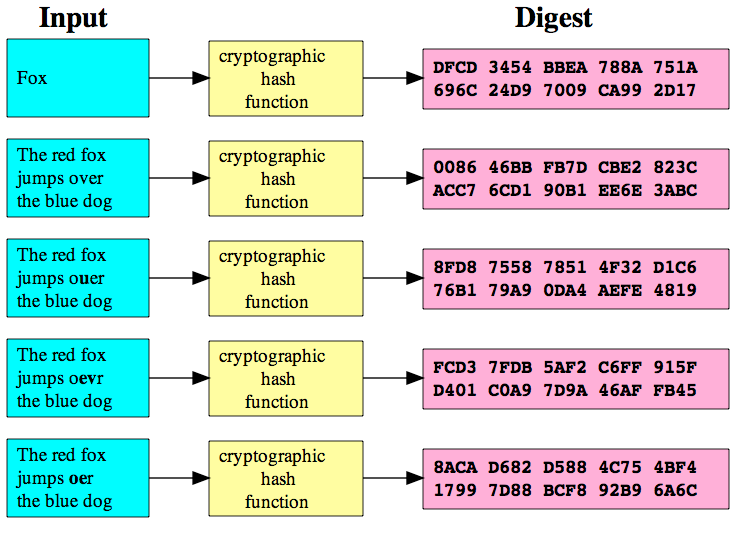 Input
Digest
Fox
cryptographic
hash
function
DFCD 3454 BBEA 788A 751A
696C 24D9 7009 CA99 2D17
The red fox
jumps over
the blue dog
cryptographic
hash
function
0086 46BB FB7D CBE2 823C
ACC7 6CD1 90B1 EE6E 3ABC
The red fox
jumps ouer
the blue dog
cryptographic
hash
function
8FD8 7558 7851 4F32 D1C6
76B1 79A9 0DA4 AEFE 4819
The red fox
jumps oevr
the blue dog
cryptographic
hash
function
FCD3 7FDB 5AF2 C6FF 915F
D401 C0A9 7D9A 46AF FB45
The red fox
jumps oer
the blue dog
cryptographic
hash
function
8ACA D682 D588 4C75 4BF4
1799 7D88 BCF8 92B9 6A6C